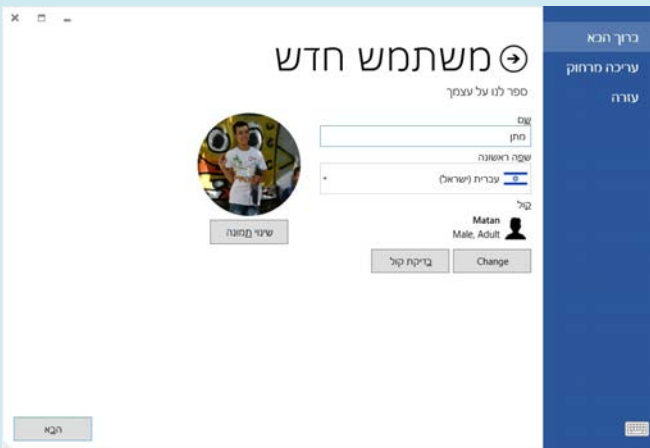 ברוך הבא
עריכה מרחוק
עזרה
משתמש חדש
ספר לנו על עצמך
שם
מתן
שפה ראשונה
עברית (ישראל)
קול
Matan
Male, Adult
Change
בדיקת קול
שינוי תמונה
הבא